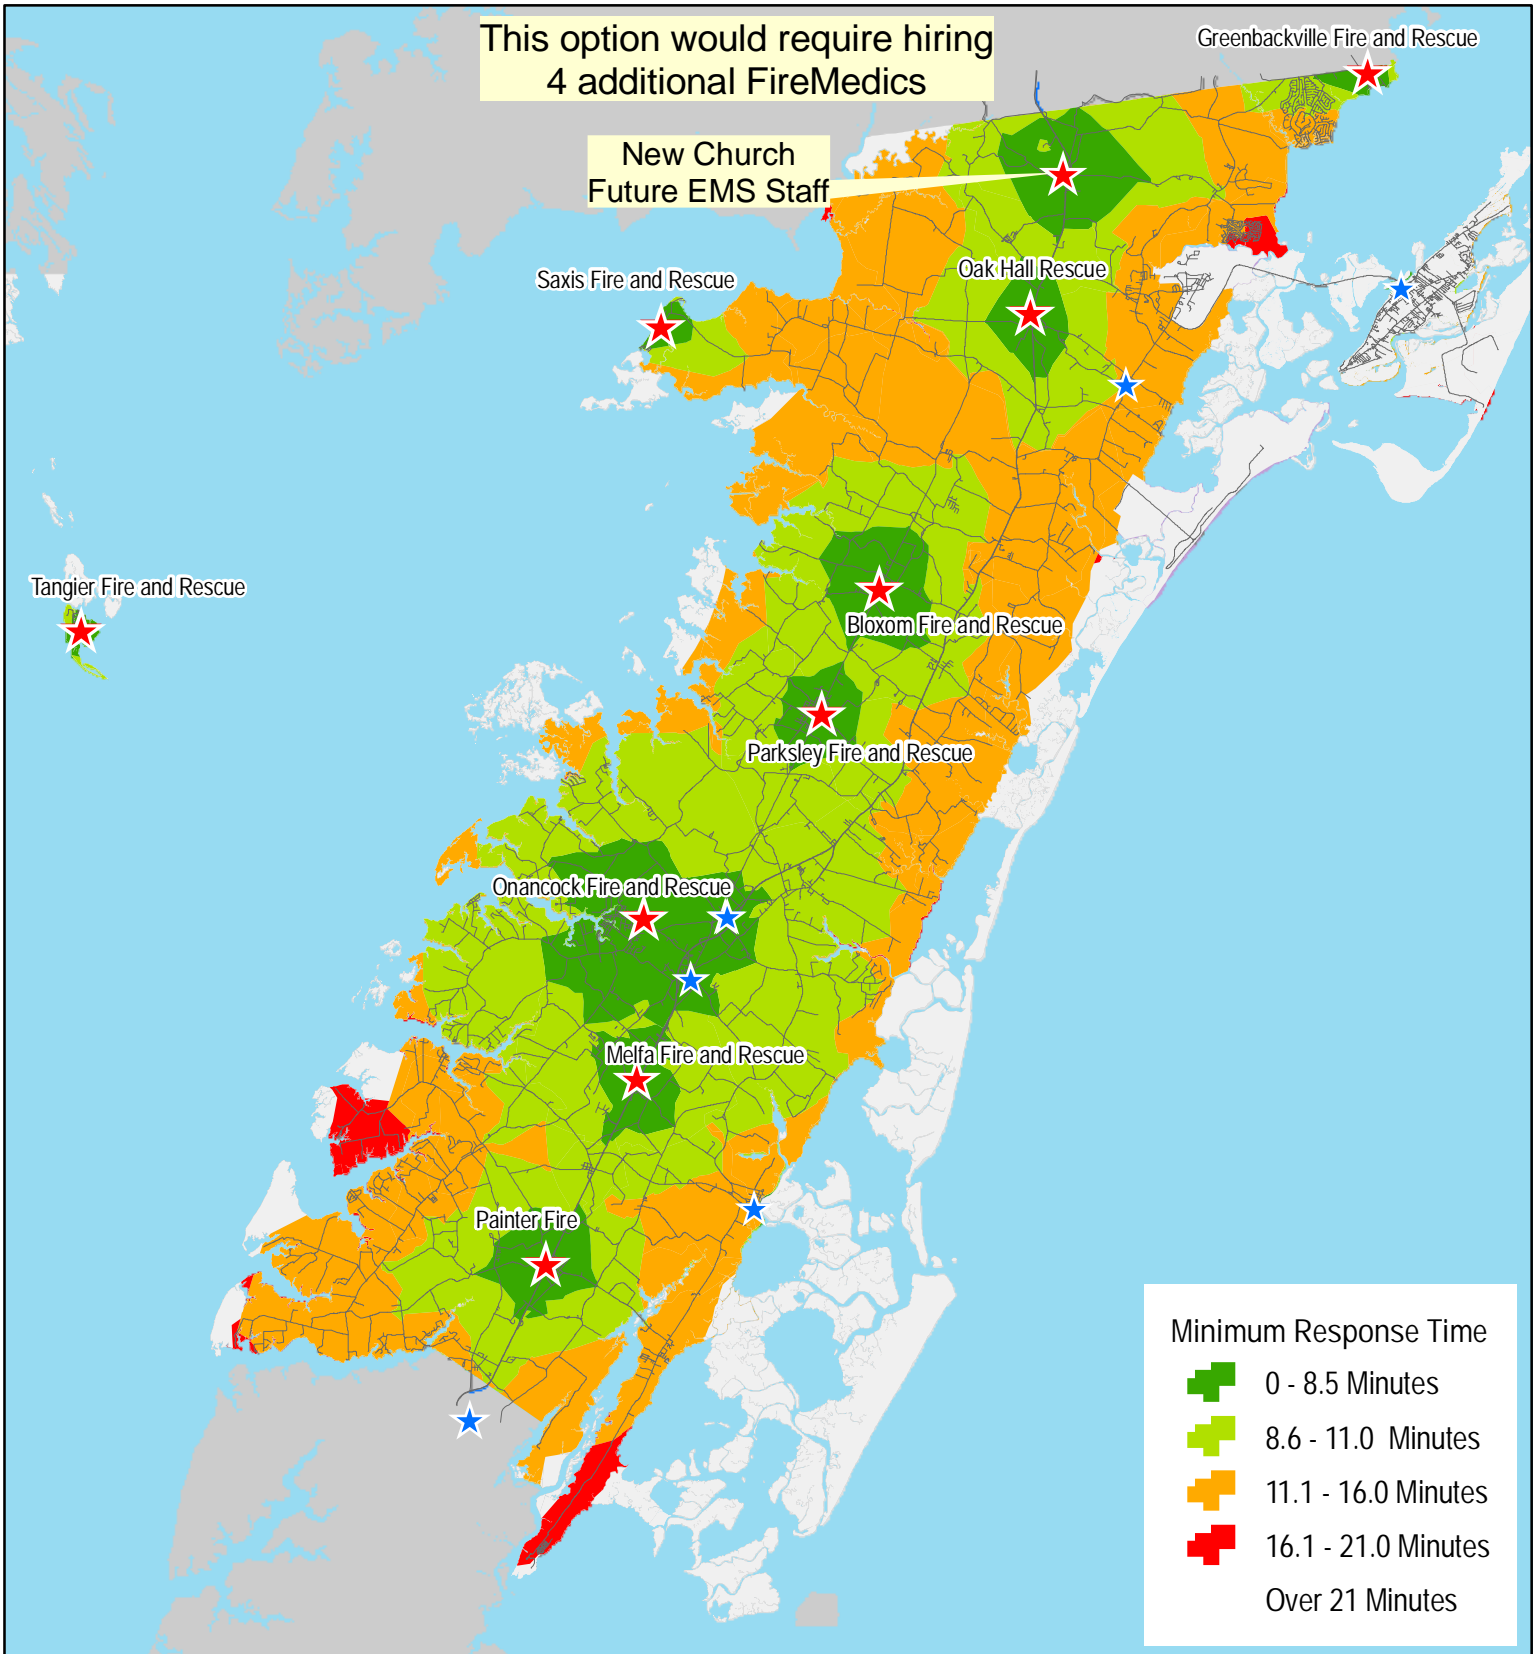 This option would require hiring
4 additional FireMedics
Greenbackville Fire and Rescue
New Church
Future EMS Staff
Oak Hall Rescue
Saxis Fire and Rescue
Tangier Fire and Rescue
Bloxom Fire and Rescue
Parksley Fire and Rescue
Onancock Fire and Rescue
Melfa Fire and Rescue
Painter Fire
Minimum Response Time
0 - 8.5 Minutes
8.6 - 11.0 Minutes
11.1 - 16.0 Minutes
16.1 - 21.0 Minutes
Over 21 Minutes